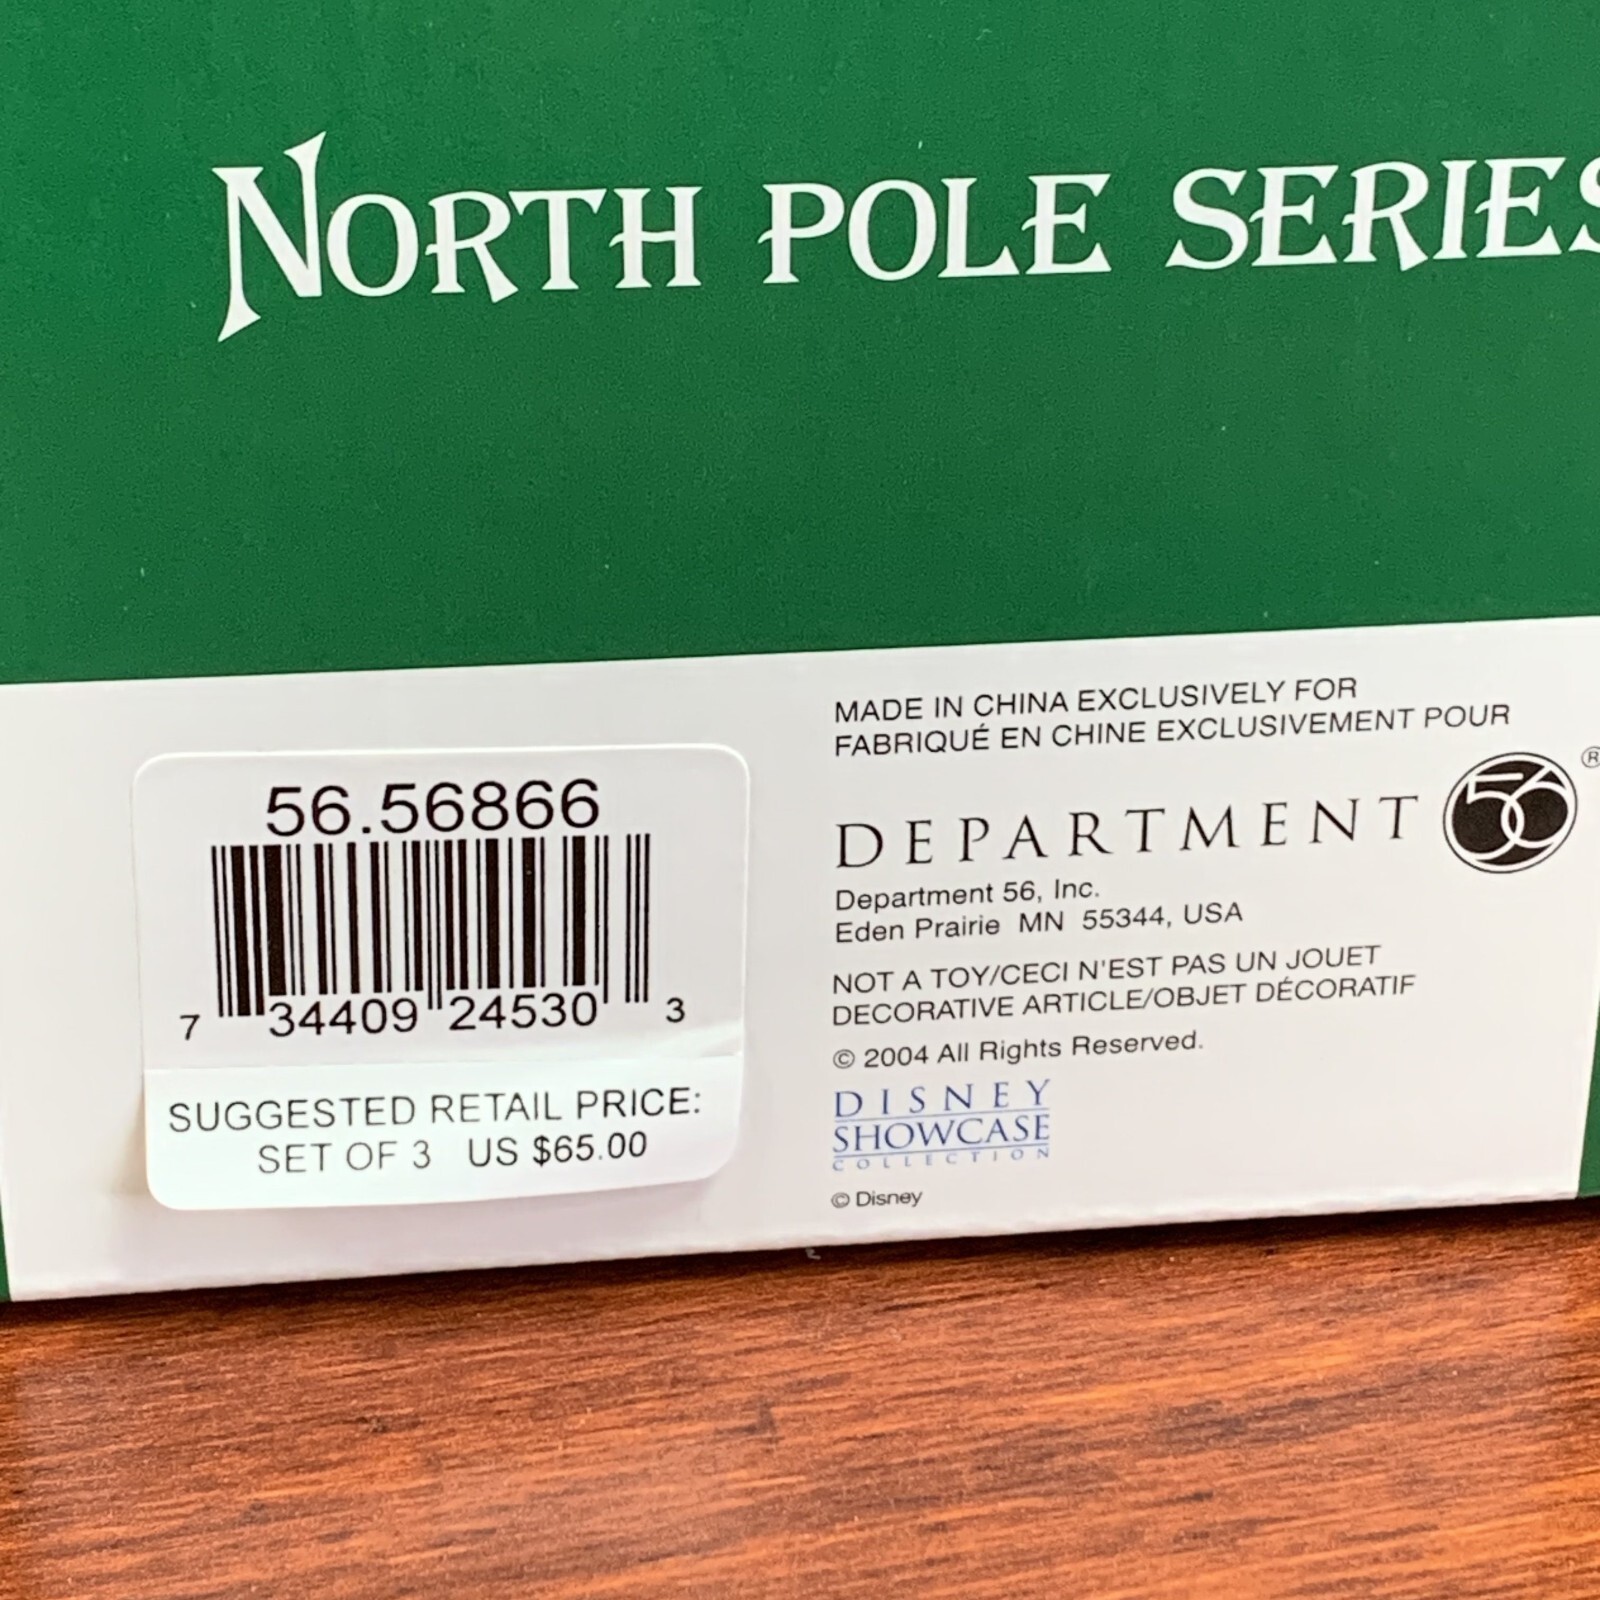 NORTH POLE SERIES
56.56866
7 34409 24530 3
SUGGESTED RETAIL PRICE:
SET OF 3 US $65.00
MADE IN CHINA EXCLUSIVELY FOR
FABRIQUÉ EN CHINE EXCLUSIVEMENT POUR
DEPARTMENT 56 ®
Department 56, Inc.
Eden Prairie MN 55344, USA
NOT A TOY/CECI N'EST PAS UN JOUET
DECORATIVE ARTICLE/OBJET DÉCORATIF
© 2004 All Rights Reserved.
DISNEY
SHOWCASE
COLLECTION
© Disney